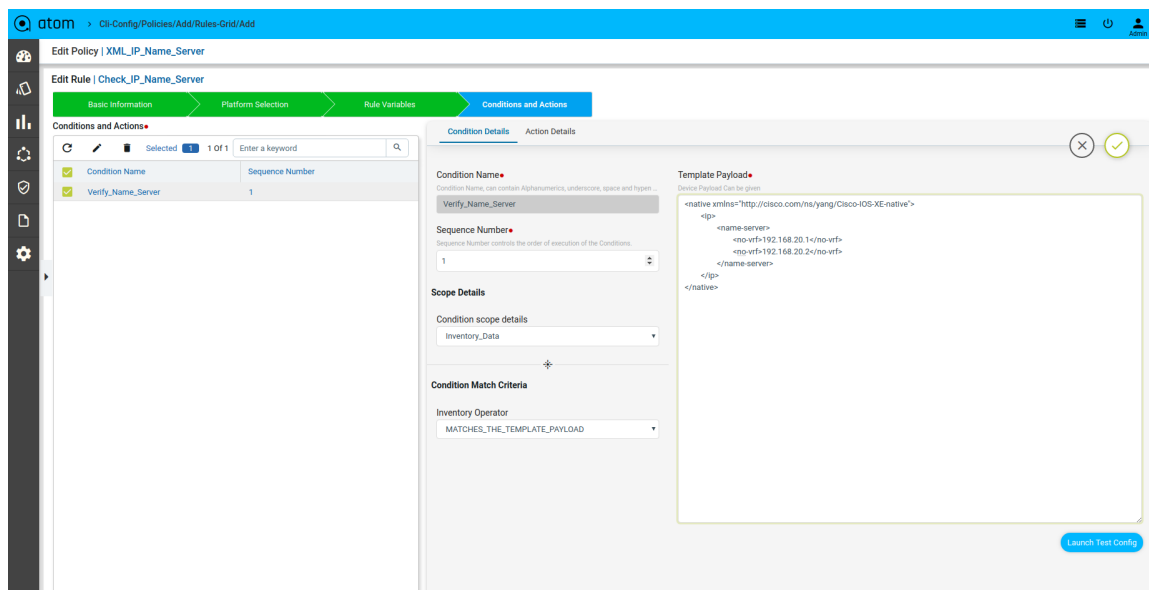 atom > Cli-Config/Policies/Add/Rules-Grid/Add
Admin
Edit Policy | XML_IP_Name_Server
Edit Rule | Check_IP_Name_Server
Basic Information Platform Selection Rule Variables Conditions and Actions
Conditions and Actions
Selected 1 1 Of 1 Enter a keyword
Condition Name Sequence Number
Verify_Name_Server 1
Condition Details Action Details
Condition Name
Condition Name, can contain Alphanumerics, underscore, space and hypen ...
Verify_Name_Server
Sequence Number
Sequence Number controls the order of execution of the Conditions.
1
Scope Details
Condition scope details
Inventory_Data
Condition Match Criteria
Inventory Operator
MATCHES_THE_TEMPLATE_PAYLOAD
Template Payload
Device Payload Can be given
<native xmlns="http://cisco.com/ns/yang/Cisco-IOS-XE-native">
<ip>
<name-server>
<no-vrf>192.168.20.1</no-vrf>
<no-vrf>192.168.20.2</no-vrf>
</name-server>
</ip>
</native>
Launch Test Config